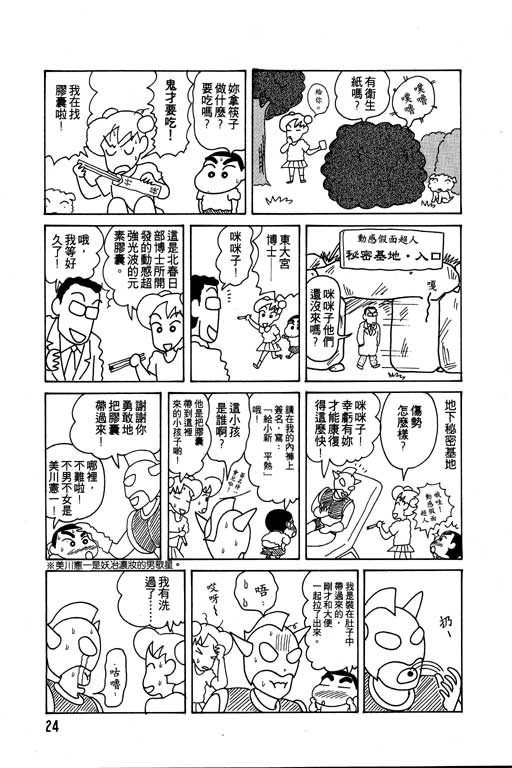 噗嚕
噗嚕
有衛生
紙嗎？
給你。
妳拿筷子
做什麼？
要吃嗎？
鬼才要吃！
我在找
膠囊啦！
動感假面超人
秘密基地・入口
嘎
咪咪子他們
還沒來嗎？
東大宮
博士──
咪咪子！
這是北春日
部博士所開
發的動感超
強光波的元
素膠囊。
哦，
我等好
久了！
地下秘密基地
傷勢
怎麼樣？
哦哇！
動感假面
超人
咪咪子！
幸虧有妳
才能康復
得這麼快！
請在我的內褲上
簽名，寫：
「給小新　平熱」
哦！
這小孩
是誰啊？
他是把膠囊
帶到這裡
來的小孩子喲！
謝謝你
勇敢地
把膠囊
帶過來！
哪裡，
不難啦！
不男不女是
美川憲一！
※美川憲一是妖冶濃妝的男歌星。
扔～
我是裝在肚子中
帶過來的，
剛才和大便
一起拉了出來。
唔
哎呀～
我有洗
過了……
咕嚕～
24